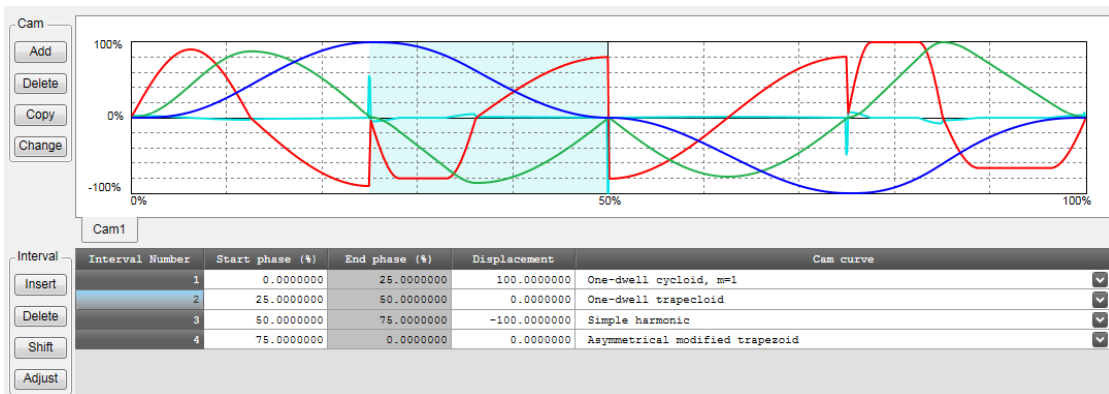 Cam
Add
Delete
Copy
Change
100%
0%
-100%
0% 50% 100%
Cam1
Interval
Insert
Delete
Shift
Adjust
Interval Number Start phase (%) End phase (%) Displacement Cam curve
1 0.0000000 25.0000000 100.0000000 One-dwell cycloid, m=1
2 25.0000000 50.0000000 0.0000000 One-dwell trapecloid
3 50.0000000 75.0000000 -100.0000000 Simple harmonic
4 75.0000000 0.0000000 0.0000000 Asymmetrical modified trapezoid